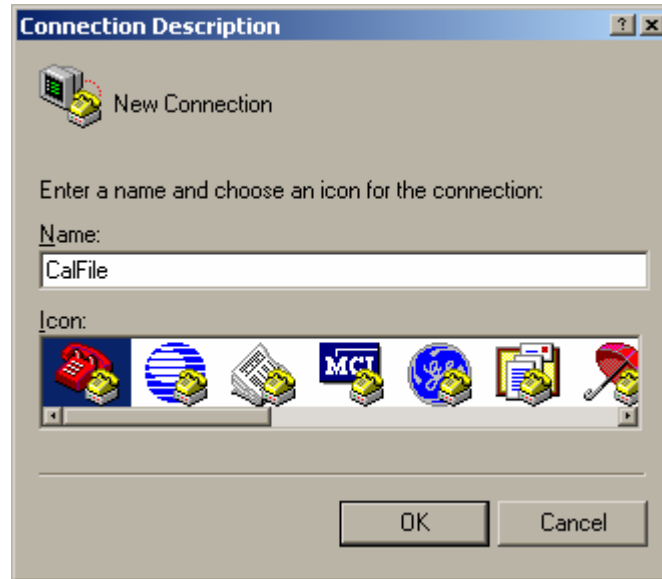 Connection Description
New Connection
Enter a name and choose an icon for the connection:
Name:
CalFile
Icon:
MCI
OK Cancel